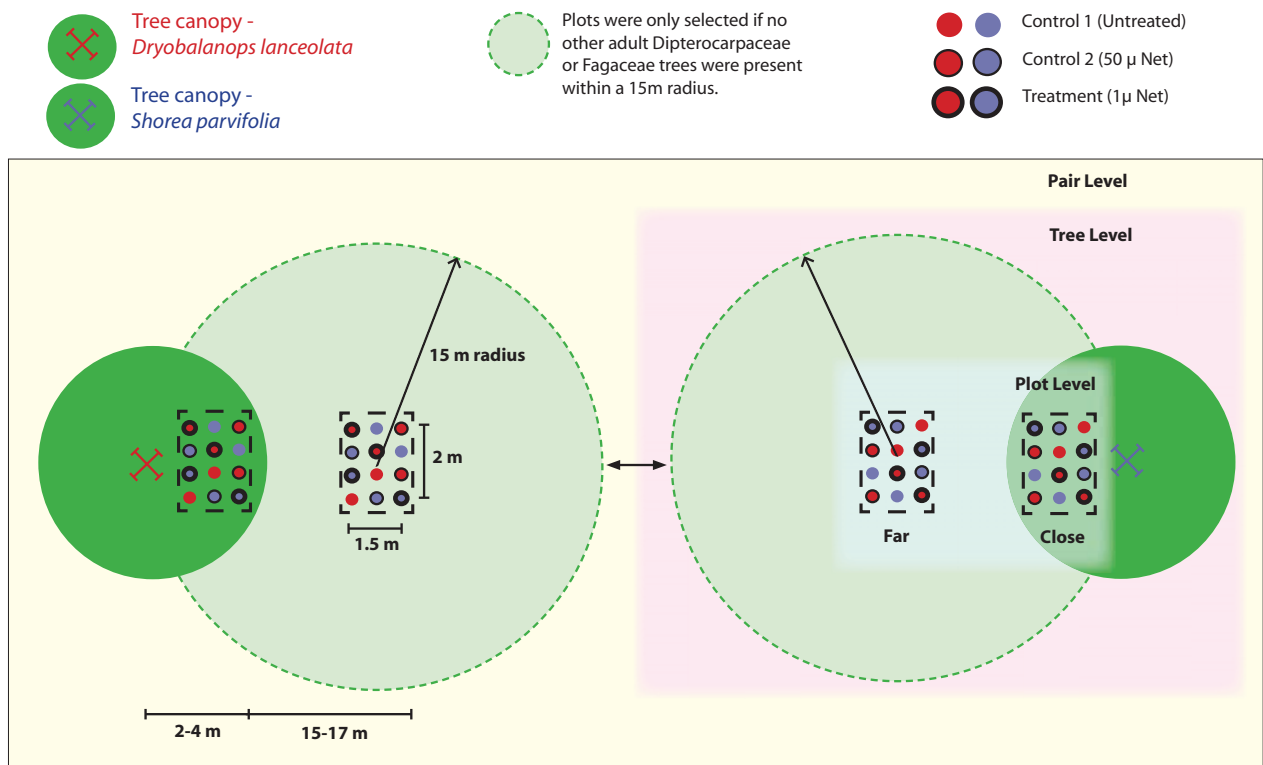 Tree canopy -
Dryobalanops lanceolata
Tree canopy -
Shorea parvifolia
Plots were only selected if no
other adult Dipterocarpaceae
or Fagaceae trees were present
within a 15m radius.
Control 1 (Untreated)
Control 2 (50 µ Net)
Treatment (1µ Net)
Pair Level
Tree Level
15 m radius
Plot Level
2 m
1.5 m
Far
Close
2-4 m
15-17 m